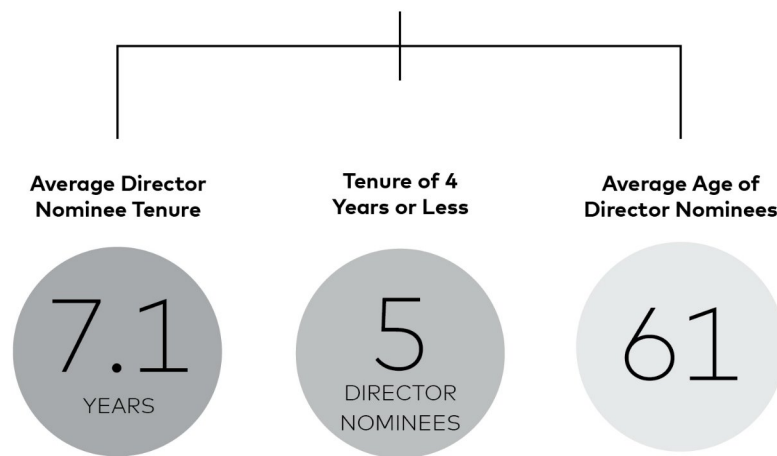 Average Director
Nominee Tenure
7.1
YEARS
Tenure of 4
Years or Less
5
DIRECTOR
NOMINEES
Average Age of
Director Nominees
61